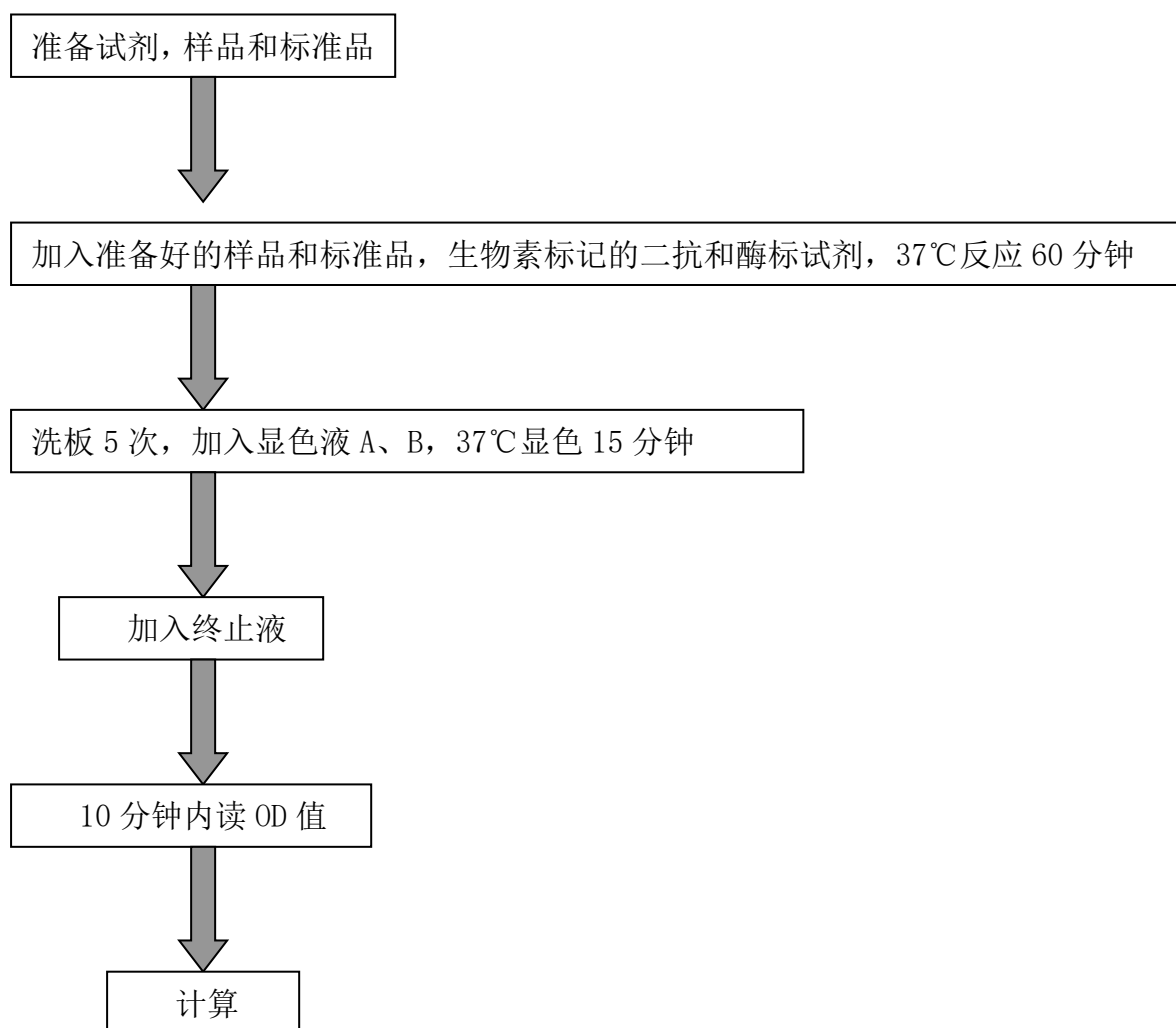 准备试剂，样品和标准品
加入准备好的样品和标准品，生物素标记的二抗和酶标试剂，37℃反应 60 分钟
洗板 5 次，加入显色液 A、B，37℃显色 15 分钟
加入终止液
10 分钟内读 OD 值
计算